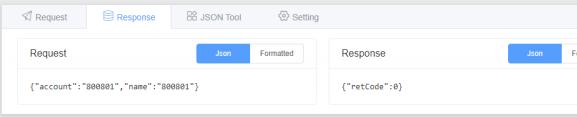 Request Response JSON Tool Setting
Request Json Formatted Response Json
{"account":"800801","name":"800801"} {"retCode":0}